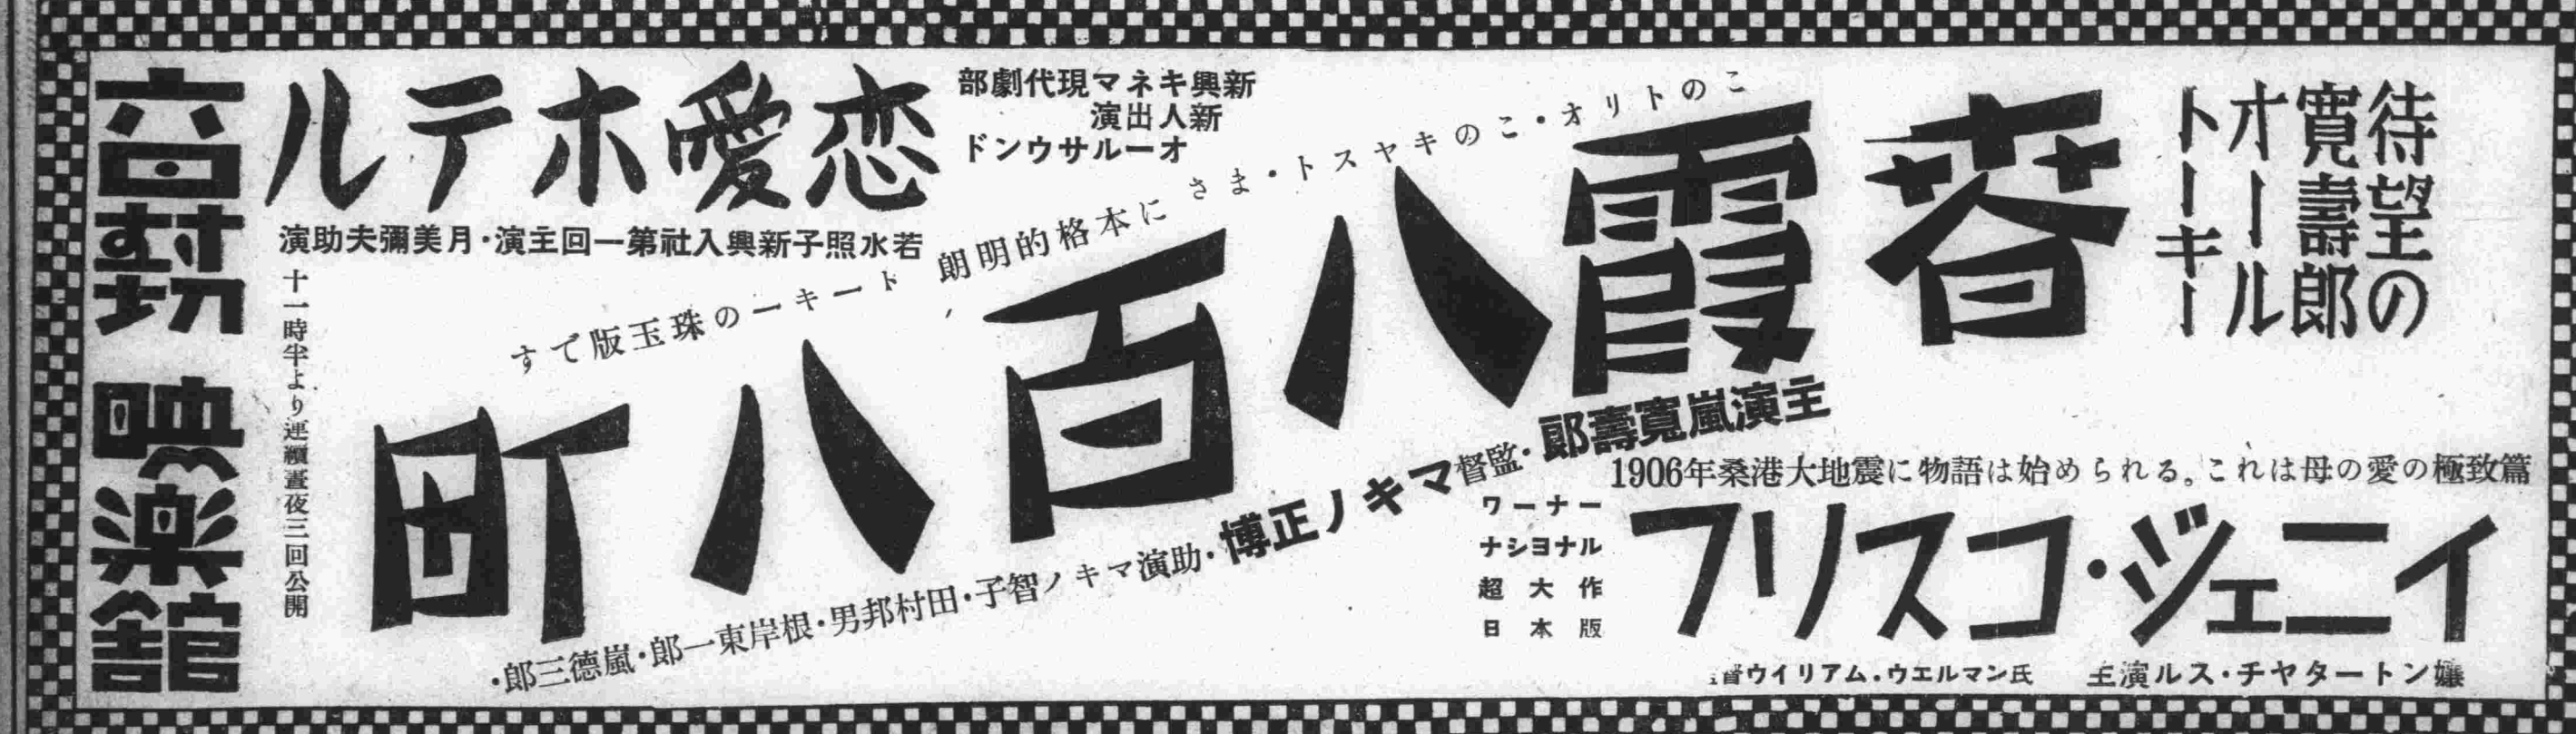 待望の
寛壽郎
オール
トーキー
春霞八百八町
このトリオ・このキヤスト・まさに本格的明朗トーキーの珠玉版です
主演嵐寛壽郎・監督マキノ正博・助演マキノ智子・田村邦男・根岸東一郎・嵐德三郎・
1906年桑港大地震に物語は始められる。これは母の愛の極致篇
フリスコ・ジェニイ
ワーナー
ナシヨナル
超大作
日本版
督ウイリアム・ウエルマン氏 主演ルス・チヤタートン嬢
新興キネマ現代劇部
新人出演
オールサウンド
恋愛ホテル
若水照子新興入社第一回主演・月美彌夫助演
十一時半より連續晝夜三回公開
封切
映楽館